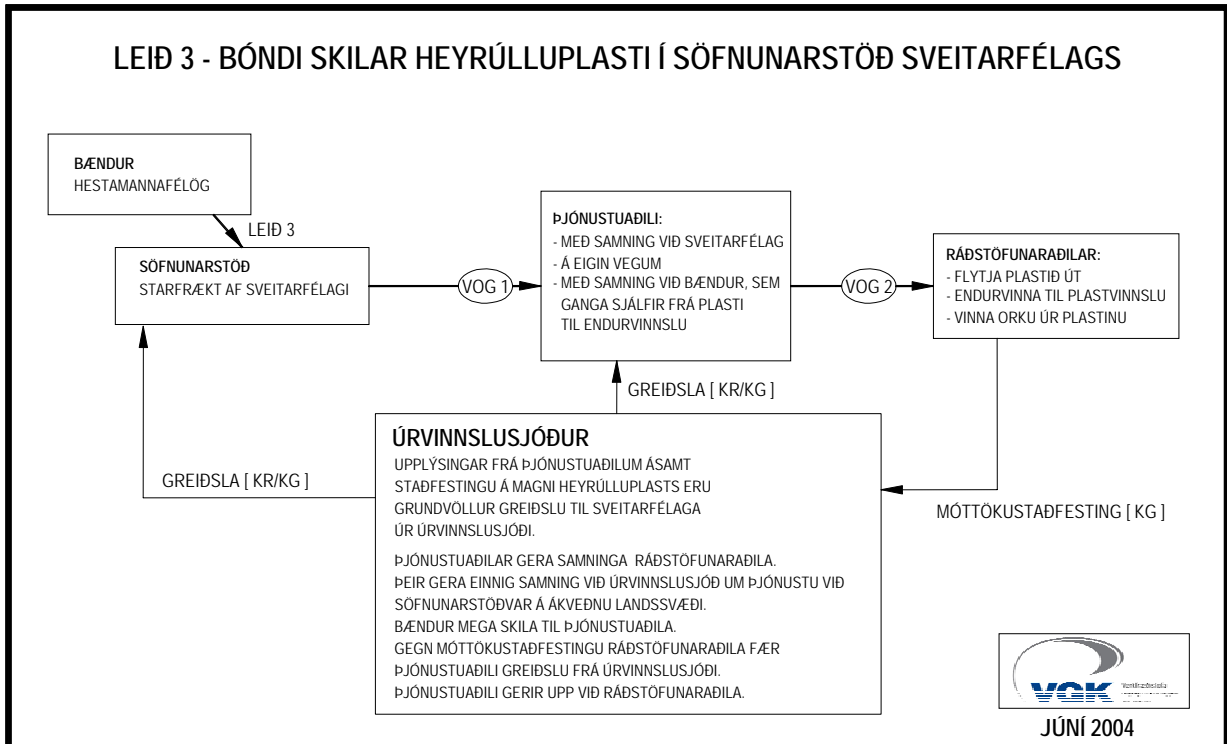 LEIÐ 3 - BÓNDI SKILAR HEYRÚLLUPLASTI Í SÖFNUNARSTÖÐ SVEITARFÉLAGS
BÆNDUR
HESTAMANNAFÉLÖG
LEIÐ 3
SÖFNUNARSTÖÐ
STARFRÆKT AF SVEITARFÉLAGI
VOG 1
ÞJÓNUSTUAÐILI:
- MEÐ SAMNING VIÐ SVEITARFÉLAG
- Á EIGIN VEGUM
- MEÐ SAMNING VIÐ BÆNDUR, SEM
GANGA SJÁLFIR FRÁ PLASTI
TIL ENDURVINNSLU
VOG 2
RÁÐSTÖFUNARAÐILAR:
- FLYTJA PLASTIÐ ÚT
- ENDURVINNA TIL PLASTVINNSLU
- VINNA ORKU ÚR PLASTINU
GREIÐSLA [ KR/KG ]
GREIÐSLA [ KR/KG ]
MÓTTÖKUSTAÐFESTING [ KG ]
ÚRVINNSLUSJÓÐUR
UPPLÝSINGAR FRÁ ÞJÓNUSTUAÐILUM ÁSAMT
STAÐFESTINGU Á MAGNI HEYRÚLLUPLASTS ERU
GRUNDVÖLLUR GREIÐSLU TIL SVEITARFÉLAGA
ÚR ÚRVINNSLUSJÓÐI.
ÞJÓNUSTUAÐILAR GERA SAMNINGA RÁÐSTÖFUNARAÐILA.
ÞEIR GERA EINNIG SAMNING VIÐ ÚRVINNSLUSJÓÐ UM ÞJÓNUSTU VIÐ
SÖFNUNARSTÖÐVAR Á ÁKVEÐNU LANDSSVÆÐI.
BÆNDUR MEGA SKILA TIL ÞJÓNUSTUAÐILA.
GEGN MÓTTÖKUSTAÐFESTINGU RÁÐSTÖFUNARAÐILA FÆR
ÞJÓNUSTUAÐILI GREIÐSLU FRÁ ÚRVINNSLUSJÓÐI.
ÞJÓNUSTUAÐILI GERIR UPP VIÐ RÁÐSTÖFUNARAÐILA.
VGK
JÚNÍ 2004